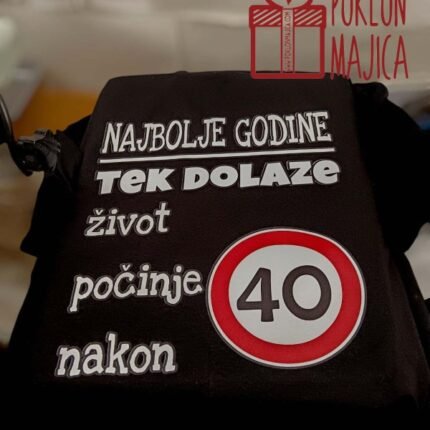 POKLON
MAJICA
NAJBOLJE GODINE
TEK DOLAZE
život
počinje
40
nakon